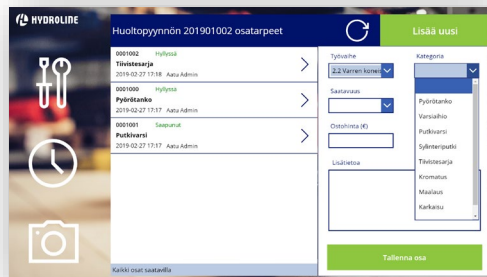 HYDROLINE
Huoltopyynnön 201901002 osatarpeet
Lisää uusi
0001002 Hyllyssä
Tiivistesarja
2019-02-27 17:18 Aatu Admin
0001000 Hyllyssä
Pyörötanko
2019-02-27 17:17 Aatu Admin
0001001 Saapunut
Putkivarsi
2019-02-27 17:17 Aatu Admin
Kaikki osat saatavilla
Työvaihe
2.2 Varren koneis
Saatavuus
Ostohinta (€)
Lisätietoa
Kategoria
Pyörötanko
Varsiaihio
Putkivarsi
Sylinteriputki
Tiivistesarja
Kromatus
Maalaus
Karkaisu
Tallenna osa